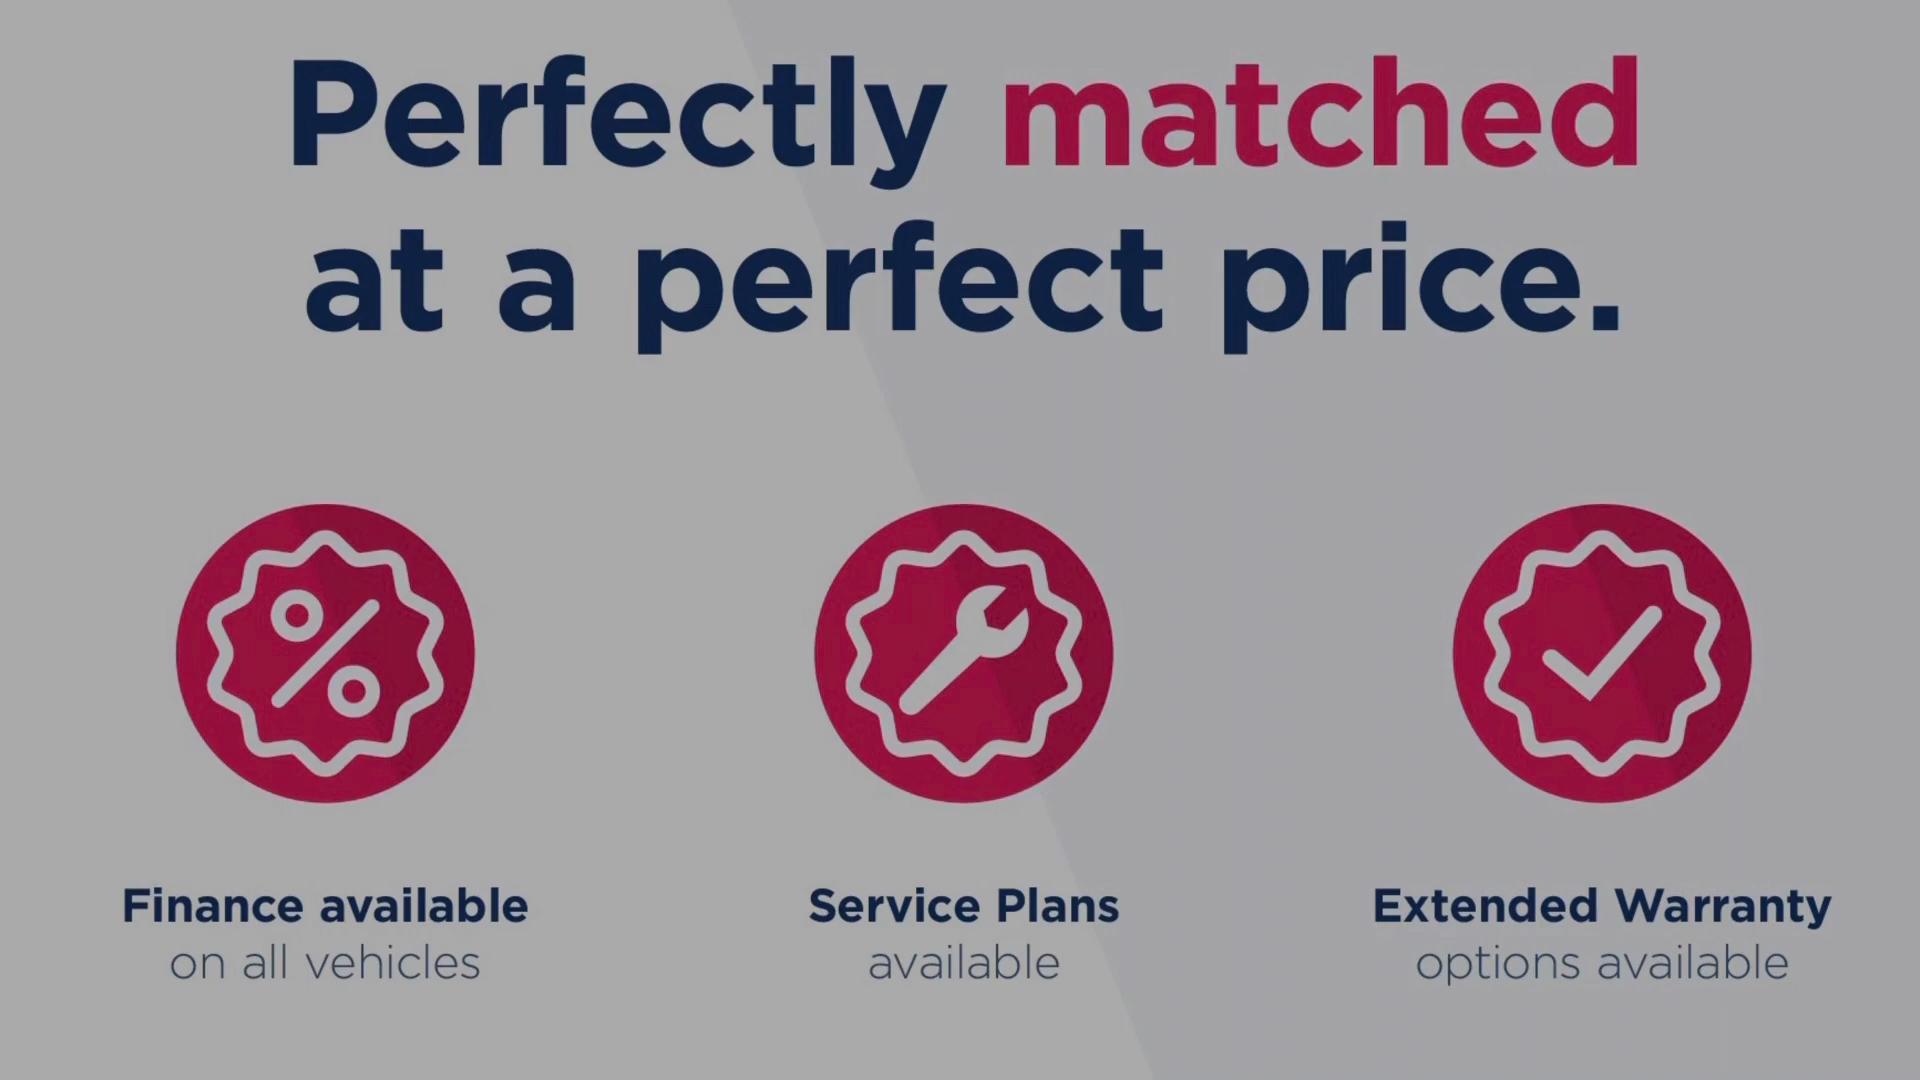 Perfectly matched
at a perfect price.
Finance available
on all vehicles
Service Plans
available
Extended Warranty
options available